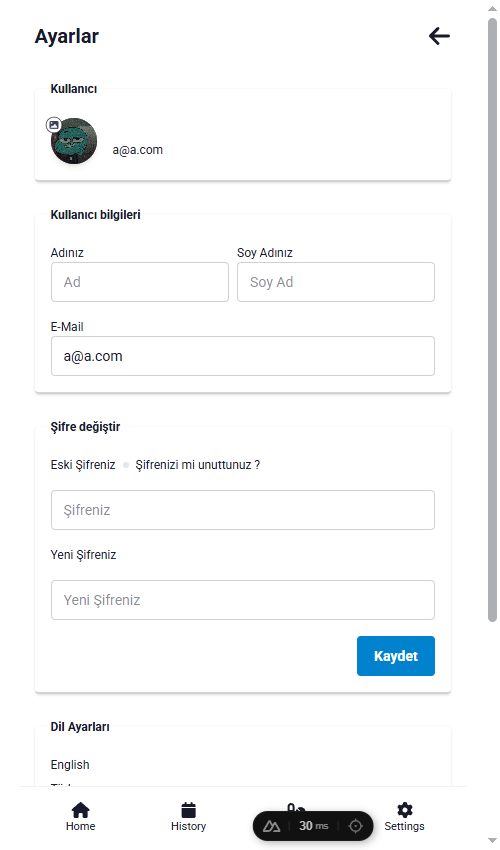 Ayarlar
Kullanıcı
a@a.com
Kullanıcı bilgileri
Adınız Soy Adınız
Ad Soy Ad
E-Mail
a@a.com
Şifre değiştir
Eski Şifreniz Şifrenizi mi unuttunuz ?
Şifreniz
Yeni Şifreniz
Yeni Şifreniz
Kaydet
Dil Ayarları
English
Home History 30 ms Settings